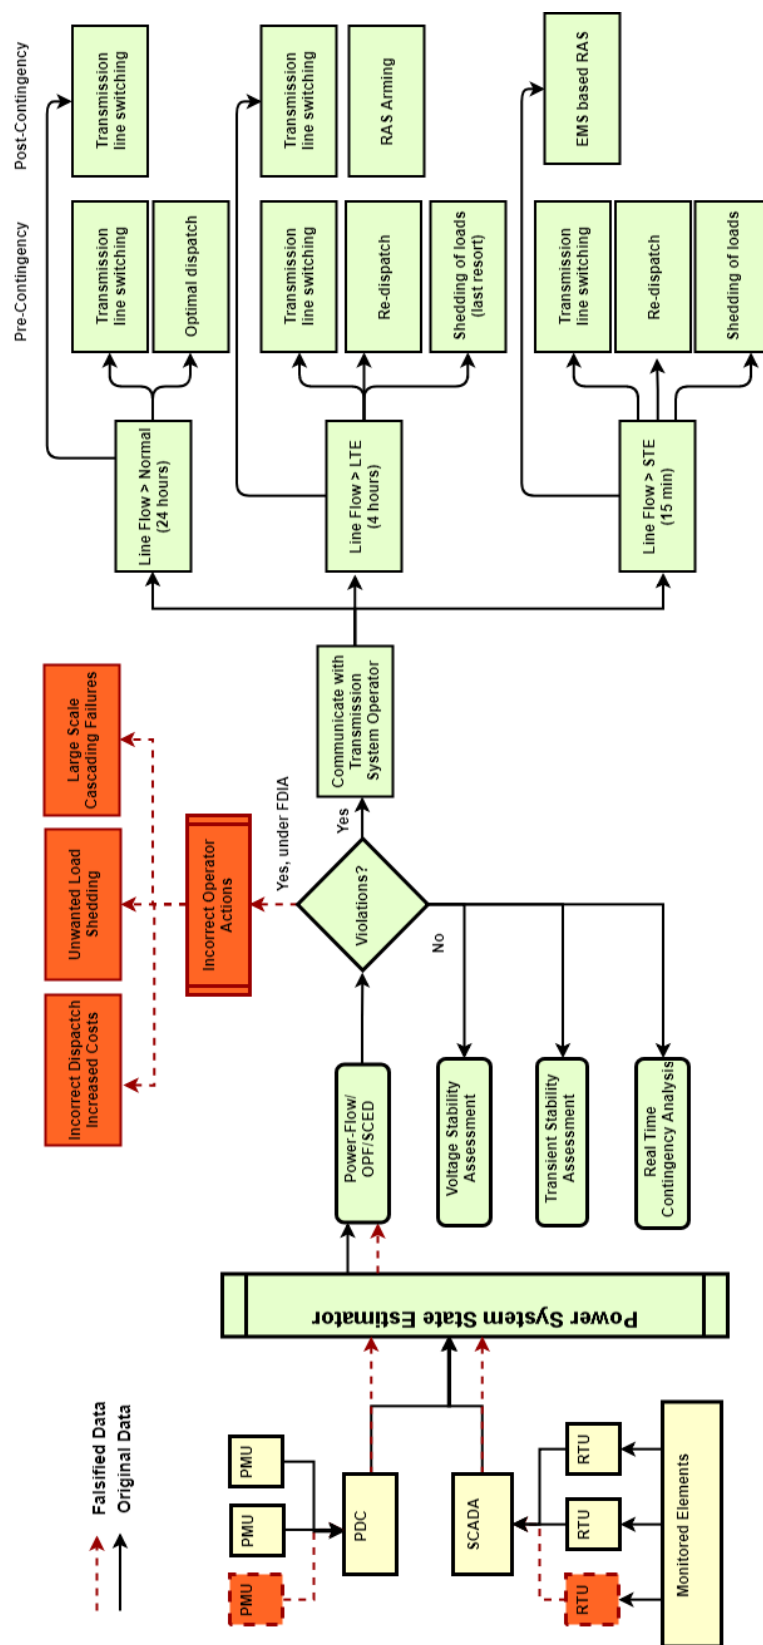 Falsified Data
Original Data
PMU
PMU
PMU
PDC
SCADA
RTU
RTU
RTU
Monitored Elements
Power System State Estimator
Power-Flow/
OPF/SCED
Voltage Stability
Assessment
Transient Stability
Assessment
Real Time
Contingency Analysis
Violations?
No
Yes
Yes, under FDIA
Incorrect Operator
Actions
Incorrect Dispactch
Increased Costs
Unwanted Load
Shedding
Large Scale
Cascading Failures
Communicate with
Transmission
System Operator
Line Flow > Normal
(24 hours)
Line Flow > LTE
(4 hours)
Line Flow > STE
(15 min)
Pre-Contingency
Post-Contingency
Transmission
line switching
Optimal dispatch
Transmission
line switching
Transmission
line switching
Re-dispatch
Shedding of loads
(last resort)
Transmission
line switching
RAS Arming
Transmission
line switching
Re-dispatch
Shedding of loads
EMS based RAS